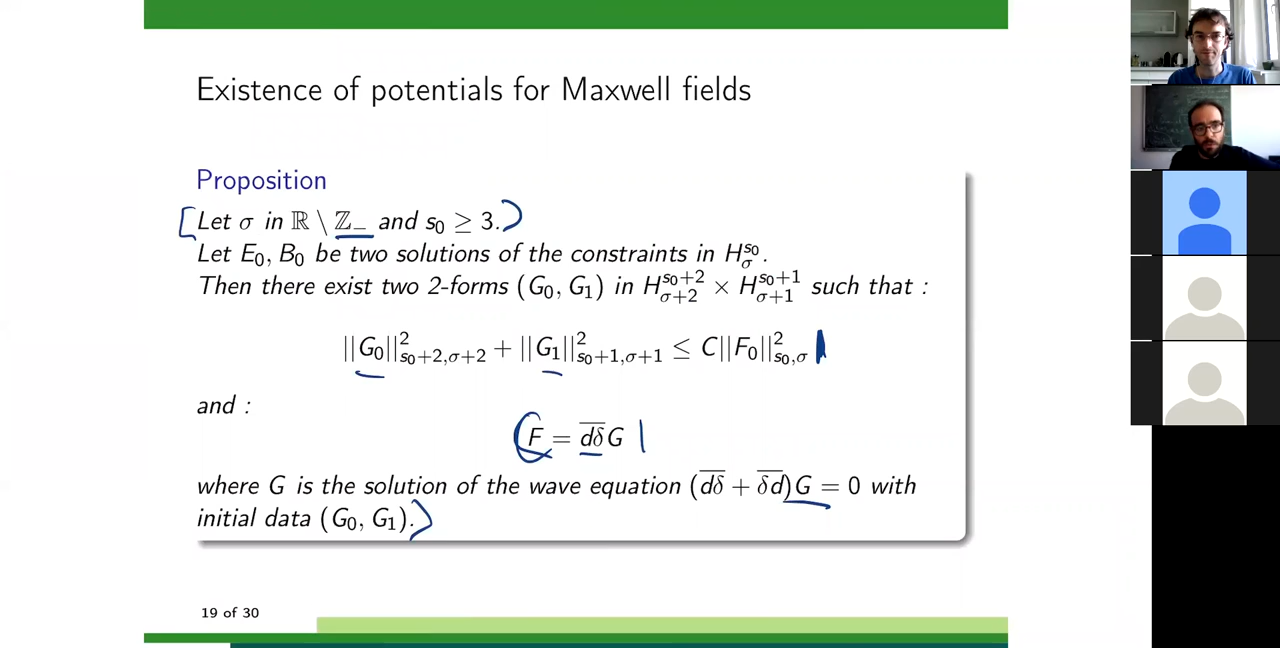 Existence of potentials for Maxwell fields
Proposition
Let σ in ℝ \ ℤ₋ and s₀ ≥ 3.
Let E₀, B₀ be two solutions of the constraints in H_σ^{s₀}.
Then there exist two 2-forms (G₀, G₁) in H_{σ+2}^{s₀+2} × H_{σ+1}^{s₀+1} such that :
||G₀||²_{s₀+2,σ+2} + ||G₁||²_{s₀+1,σ+1} ≤ C||F₀||²_{s₀,σ}
and :
F = \overline{dδ}G
where G is the solution of the wave equation (\overline{dδ} + \overline{δd})G = 0 with
initial data (G₀, G₁).
19 of 30